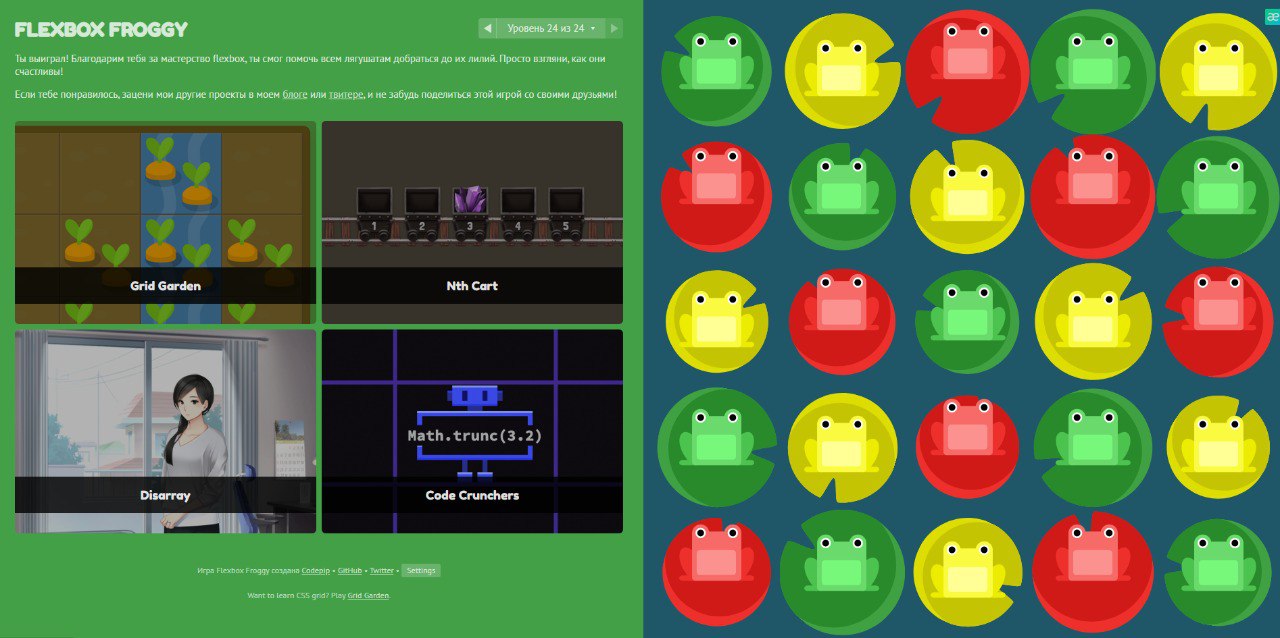 FLEXBOX FROGGY
Уровень 24 из 24
Ты выиграл! Благодарим тебя за мастерство flexbox, ты смог помочь всем лягушатам добраться до их лилий. Просто взгляни, как они
счастливы!
Если тебе понравилось, зацени мои другие проекты в моем блоге или твитере, и не забудь поделиться этой игрой со своими друзьями!
1 2 3 4 5
Grid Garden
Nth Cart
Math.trunc(3.2)
Disarray
Code Crunchers
Игра Flexbox Froggy создана Codepip • GitHub • Twitter • Settings
Want to learn CSS grid? Play Grid Garden.
æ